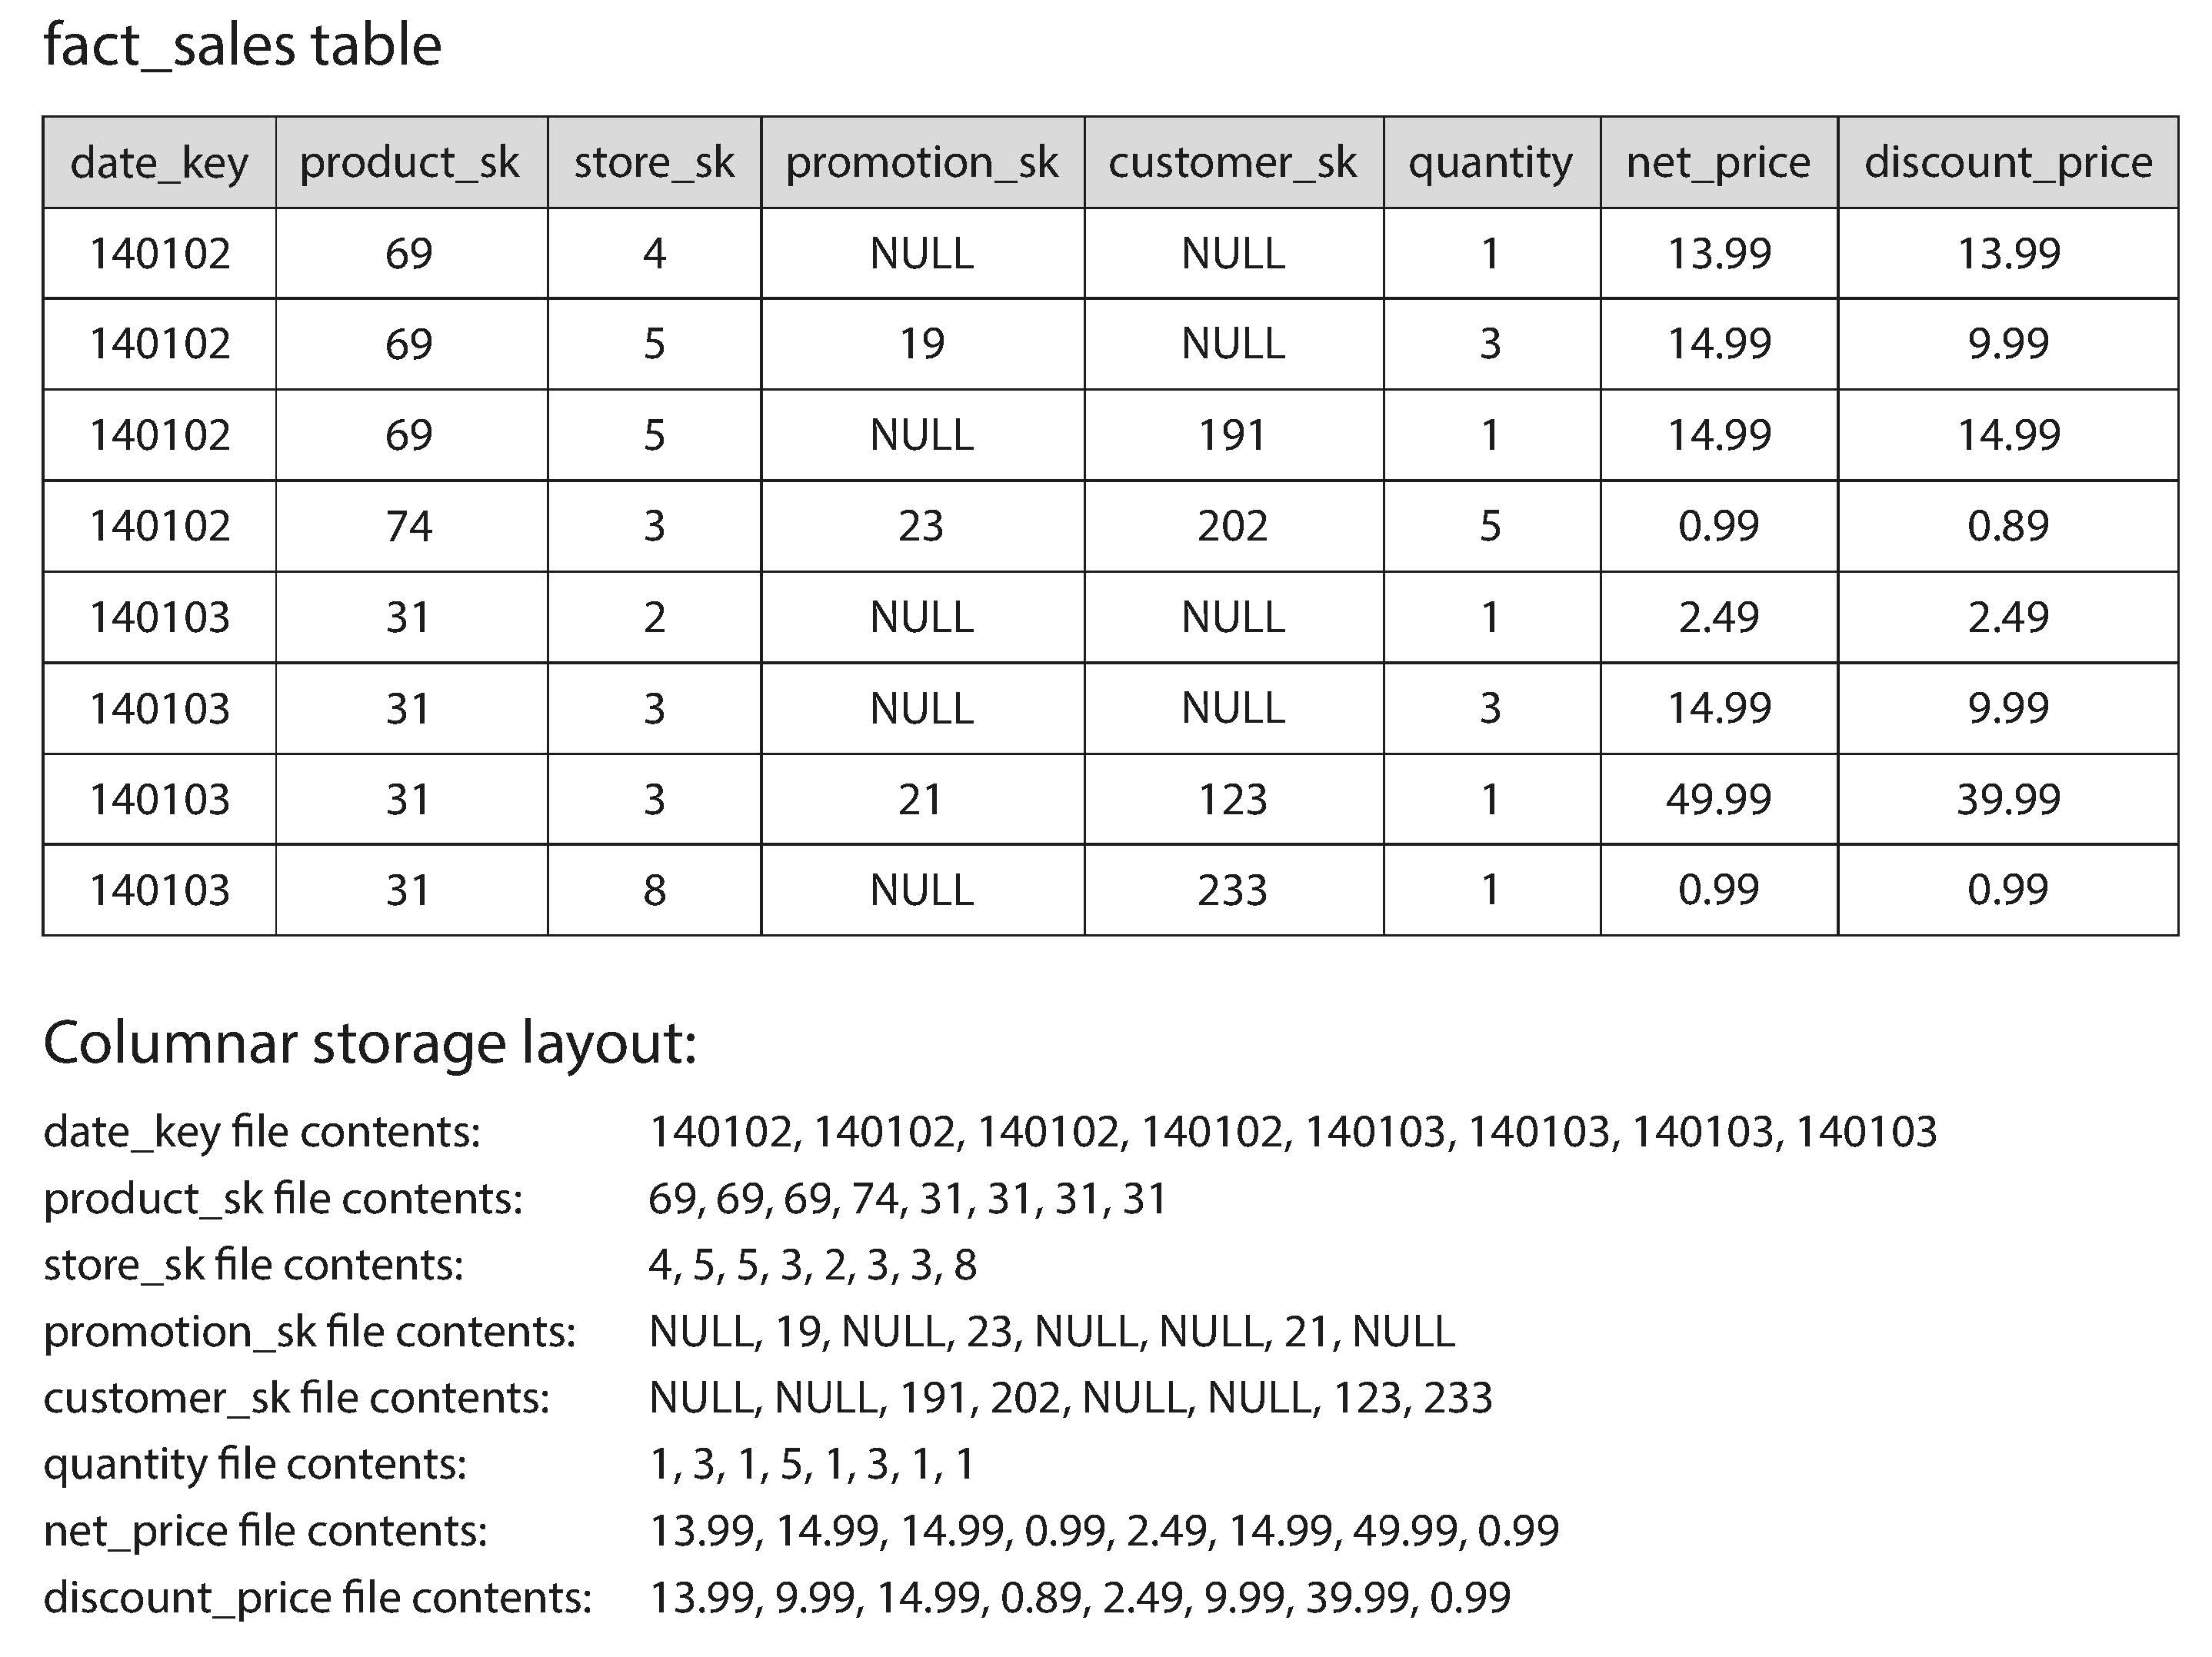 fact_sales table
date_key product_sk store_sk promotion_sk customer_sk quantity net_price discount_price
140102 69 4 NULL NULL 1 13.99 13.99
140102 69 5 19 NULL 3 14.99 9.99
140102 69 5 NULL 191 1 14.99 14.99
140102 74 3 23 202 5 0.99 0.89
140103 31 2 NULL NULL 1 2.49 2.49
140103 31 3 NULL NULL 3 14.99 9.99
140103 31 3 21 123 1 49.99 39.99
140103 31 8 NULL 233 1 0.99 0.99
Columnar storage layout:
date_key file contents: 140102, 140102, 140102, 140102, 140103, 140103, 140103, 140103
product_sk file contents: 69, 69, 69, 74, 31, 31, 31, 31
store_sk file contents: 4, 5, 5, 3, 2, 3, 3, 8
promotion_sk file contents: NULL, 19, NULL, 23, NULL, NULL, 21, NULL
customer_sk file contents: NULL, NULL, 191, 202, NULL, NULL, 123, 233
quantity file contents: 1, 3, 1, 5, 1, 3, 1, 1
net_price file contents: 13.99, 14.99, 14.99, 0.99, 2.49, 14.99, 49.99, 0.99
discount_price file contents: 13.99, 9.99, 14.99, 0.89, 2.49, 9.99, 39.99, 0.99